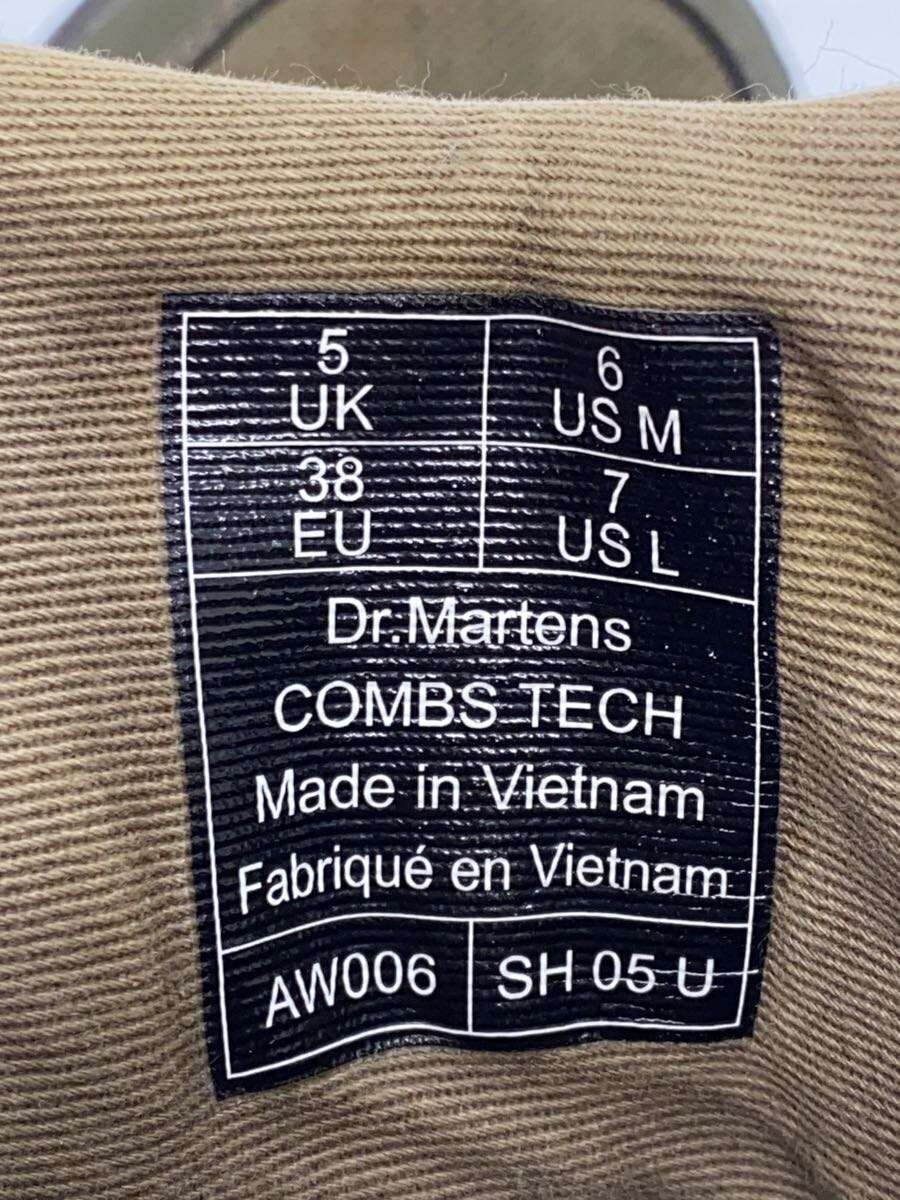 5
UK
6
US M
38
EU
7
US L
Dr.Martens
COMBS TECH
Made in Vietnam
Fabriqué en Vietnam
AW006
SH 05 U